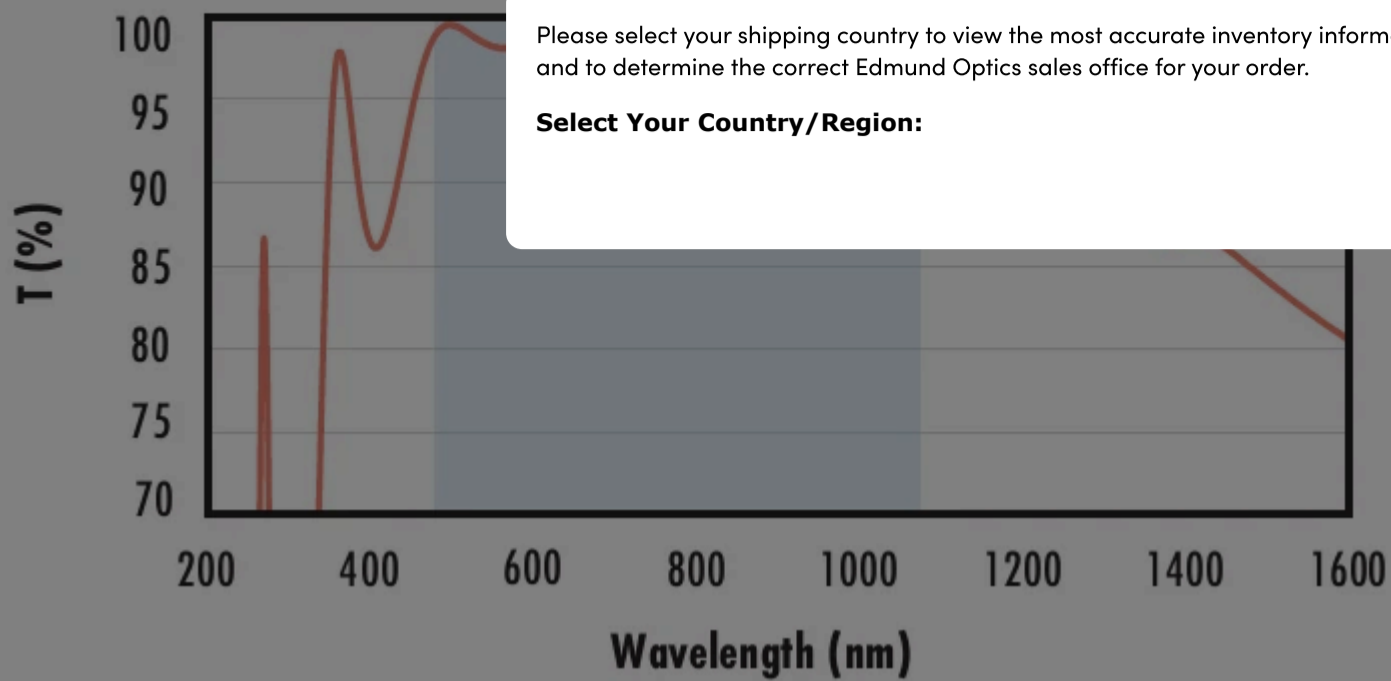 Please select your shipping country to view the most accurate inventory inform
and to determine the correct Edmund Optics sales office for your order.
Select Your Country/Region:
T (%)
100
95
90
85
80
75
70
200 400 600 800 1000 1200 1400 1600
Wavelength (nm)